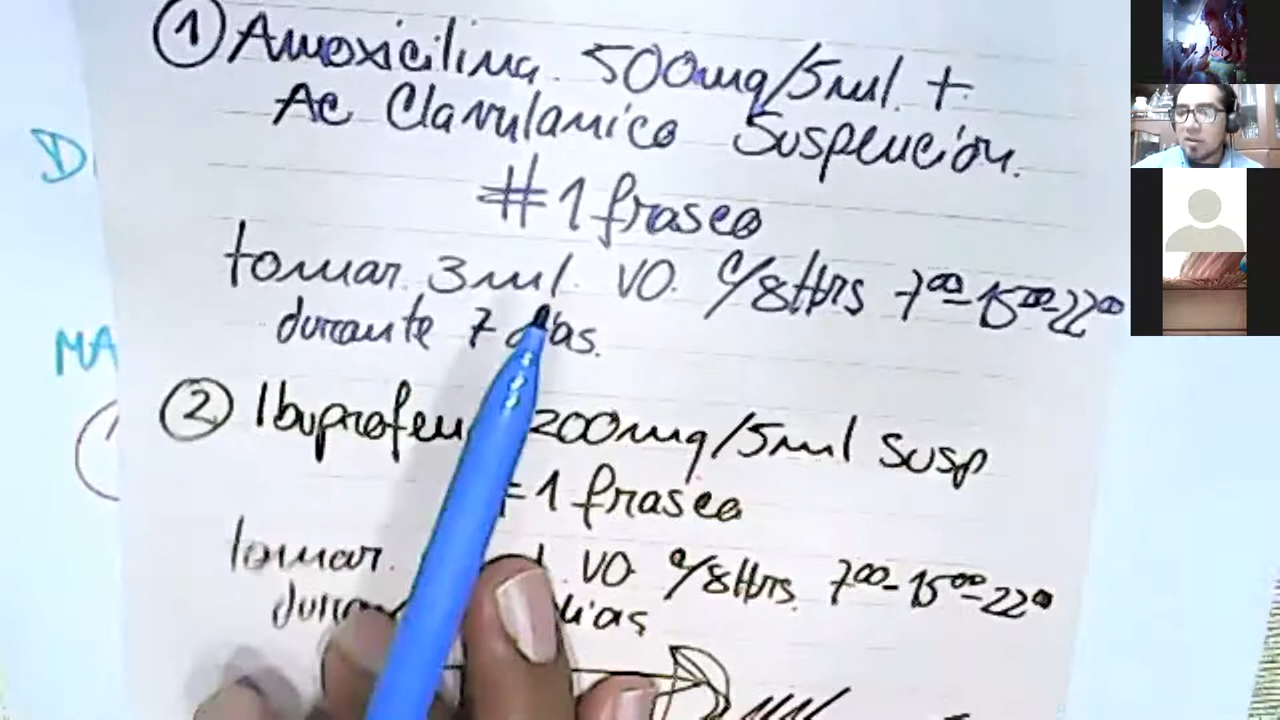 ① Amoxicilina. 500mg/5ml. +
Ac Clavulanico Suspención.
#1 frasco
tomar. 3ml. VO. c/8Hrs 7⁰⁰-15⁰⁰-22⁰⁰
durante 7 días.
② Ibuprofen 200mg/5ml Susp
1 frasco
tomar. VO c/8Hrs. 7⁰⁰-15⁰⁰-22⁰⁰
días
D
MA